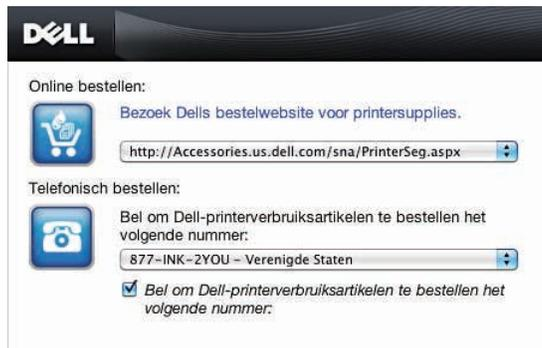 DELL
Online bestellen:
Bezoek Dells bestelwebsite voor printersupplies.
http://Accessories.us.dell.com/sna/PrinterSeg.aspx
Telefonisch bestellen:
Bel om Dell-printerverbruiksartikelen te bestellen het
volgende nummer:
877-INK-2YOU – Verenigde Staten
Bel om Dell-printerverbruiksartikelen te bestellen het
volgende nummer: